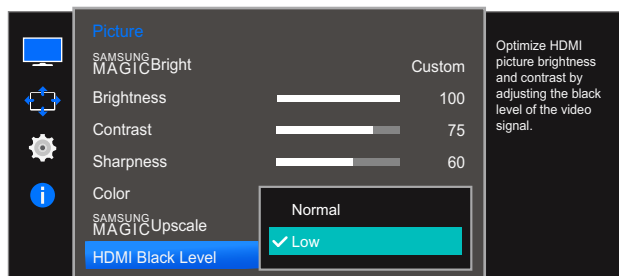 Picture
SAMSUNG
MAGICBright Custom
Brightness 100
Contrast 75
Sharpness 60
Color
SAMSUNG
MAGICUpscale
HDMI Black Level
Normal
Low
Optimize HDMI
picture brightness
and contrast by
adjusting the black
level of the video
signal.